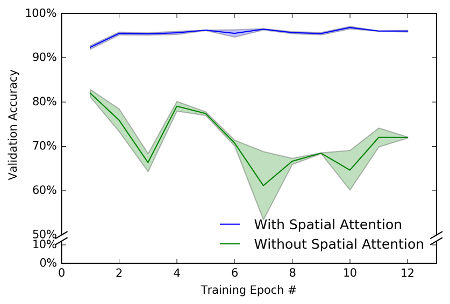 100%
90%
80%
70%
60%
50%
10%
0%
Validation Accuracy
With Spatial Attention
Without Spatial Attention
0 2 4 6 8 10 12
Training Epoch #